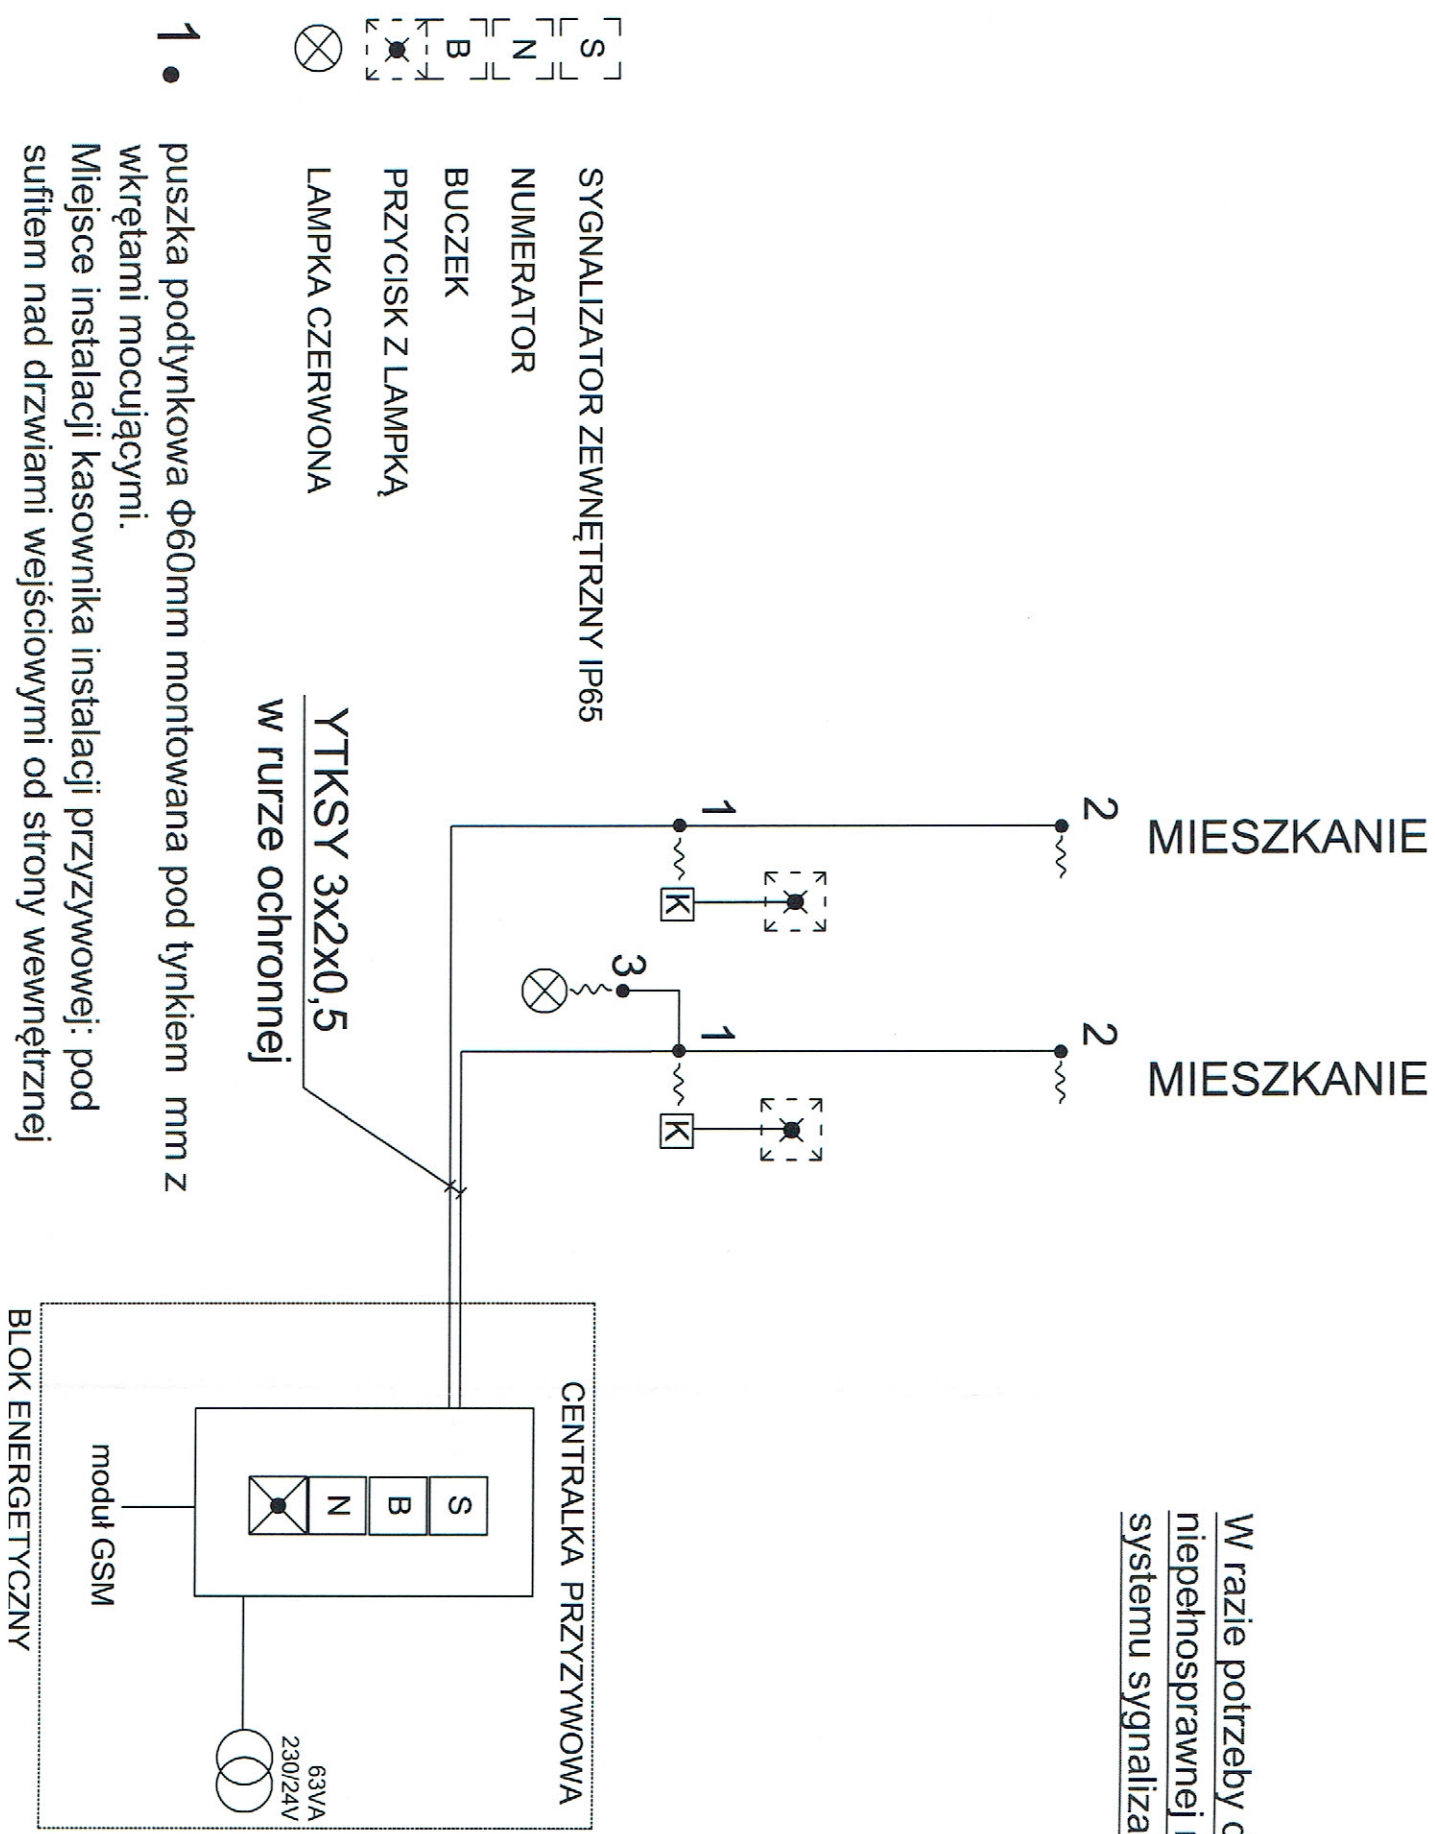 MIESZKANIE
MIESZKANIE
2
2
W razie potrzeby
niepełnosprawnej
systemu sygnaliza
1
1
K
K
3
S SYGNALIZATOR ZEWNĘTRZNY IP65
N NUMERATOR
B BUCZEK
PRZYCISK Z LAMPKĄ
LAMPKA CZERWONA
YTKSY 3x2x0,5
w rurze ochronnej
CENTRALKA PRZYZYWOWA
S
B
N
63VA
230/24V
moduł GSM
BLOK ENERGETYCZNY
1 puszka podtynkowa Φ60mm montowana pod tynkiem mm z
wkrętami mocującymi.
Miejsce instalacji kasownika instalacji przyzywowej: pod
sufitem nad drzwiami wejściowymi od strony wewnętrznej